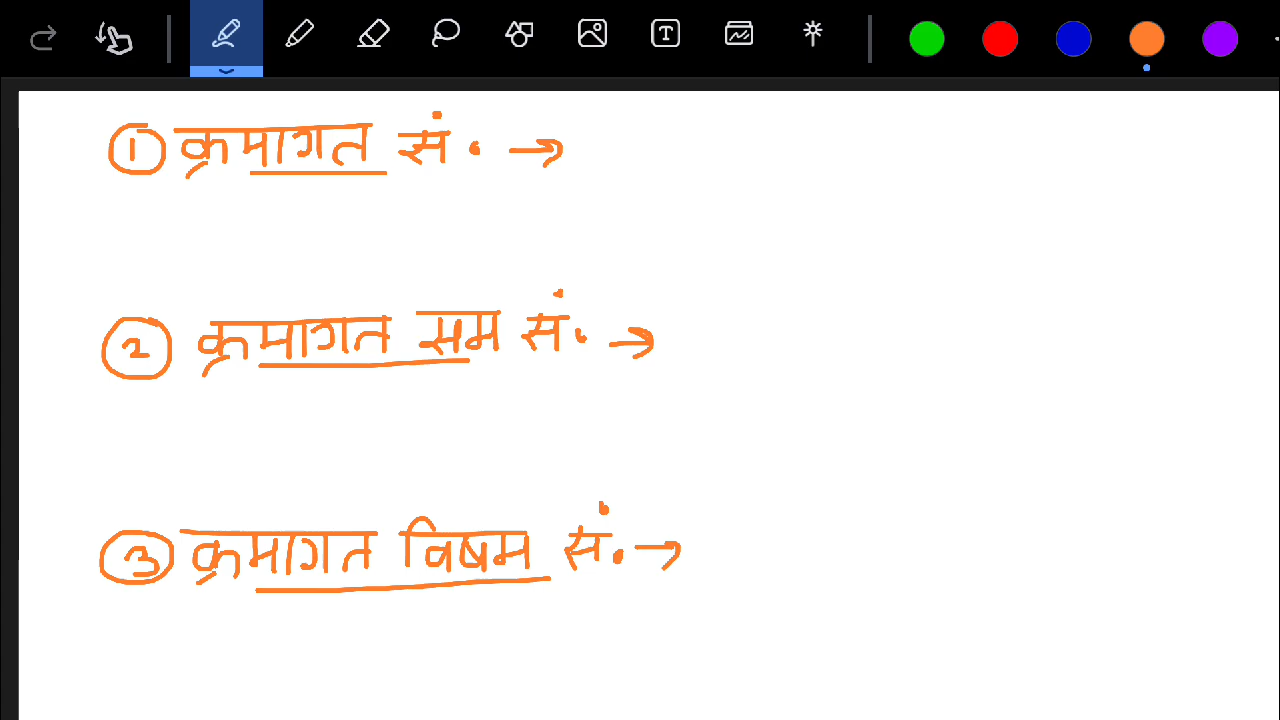 ① क्रमागत सं. →
② क्रमागत सम सं. →
③ क्रमागत विषम सं. →